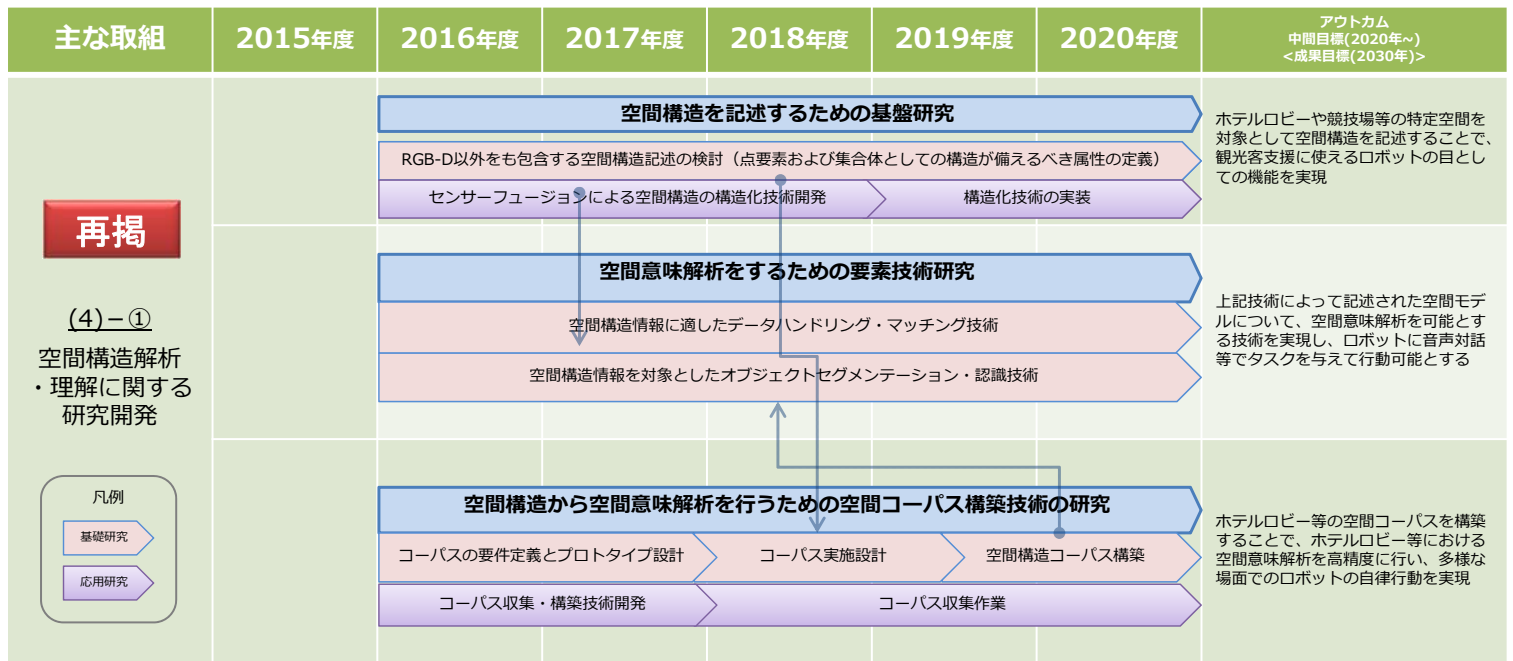 主な取組
2015年度
2016年度
2017年度
2018年度
2019年度
2020年度
アウトカム
中間目標(2020年~)
<成果目標(2030年)>
再掲
(4)－①
空間構造解析
・理解に関する
研究開発
凡例
基礎研究
応用研究
空間構造を記述するための基盤研究
RGB-D以外をも包含する空間構造記述の検討（点要素および集合体としての構造が備えるべき属性の定義）
センサーフュージョンによる空間構造の構造化技術開発
構造化技術の実装
ホテルロビーや競技場等の特定空間を
対象として空間構造を記述することで、
観光客支援に使えるロボットの目とし
ての機能を実現
空間意味解析をするための要素技術研究
空間構造情報に適したデータハンドリング・マッチング技術
空間構造情報を対象としたオブジェクトセグメンテーション・認識技術
上記技術によって記述された空間モデ
ルについて、空間意味解析を可能とす
る技術を実現し、ロボットに音声対話
等でタスクを与えて行動可能とする
空間構造から空間意味解析を行うための空間コーパス構築技術の研究
コーパスの要件定義とプロトタイプ設計
コーパス実施設計
空間構造コーパス構築
コーパス収集・構築技術開発
コーパス収集作業
ホテルロビー等の空間コーパスを構築
することで、ホテルロビー等における
空間意味解析を高精度に行い、多様な
場面でのロボットの自律行動を実現